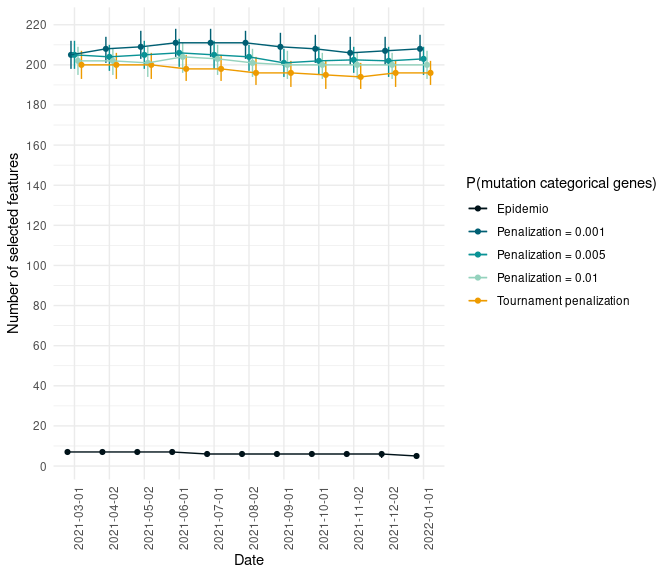 220
200
180
160
140
120
100
80
60
40
20
0
Number of selected features
2021-03-01
2021-04-02
2021-05-02
2021-06-01
2021-07-01
2021-08-02
2021-09-01
2021-10-01
2021-11-02
2021-12-02
2022-01-01
Date
P(mutation categorical genes)
Epidemio
Penalization = 0.001
Penalization = 0.005
Penalization = 0.01
Tournament penalization